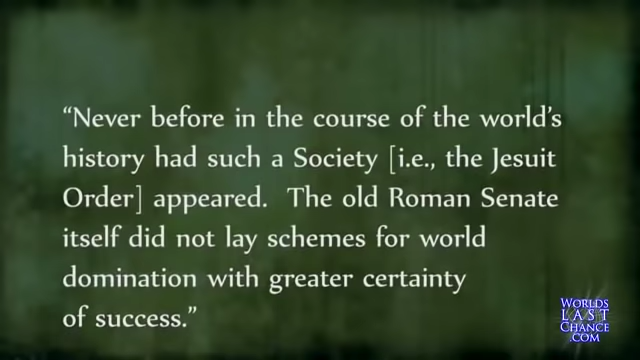 “Never before in the course of the world's
history had such a Society [i.e., the Jesuit
Order] appeared.  The old Roman Senate
itself did not lay schemes for world
domination with greater certainty
of success.”
WORLDS
LAST
CHANCE
.COM